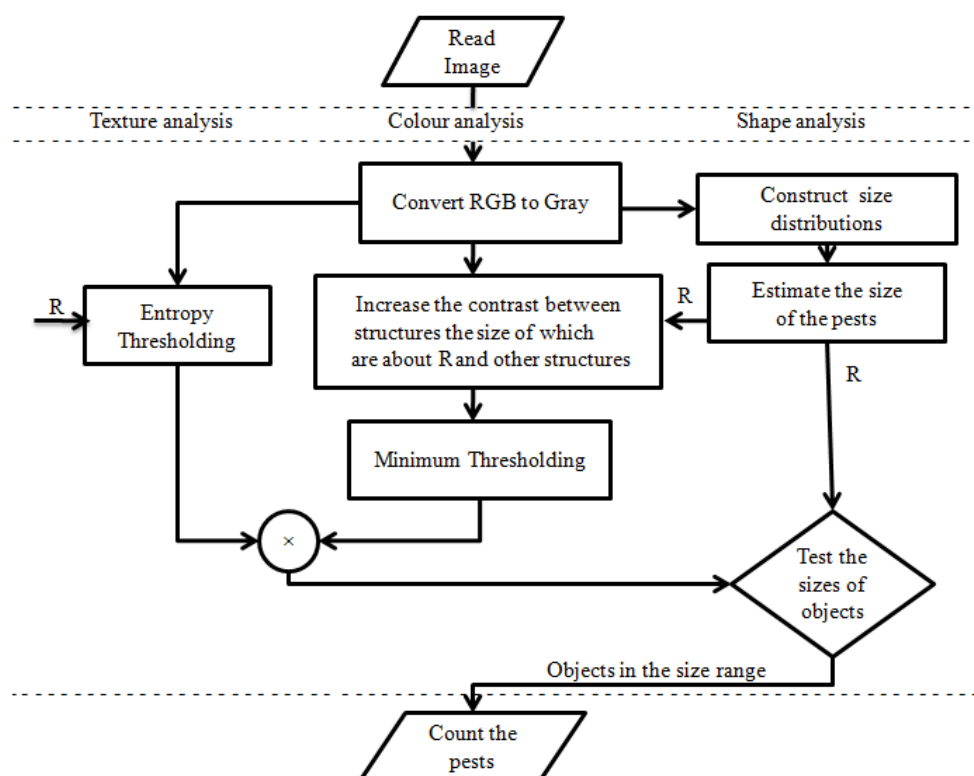 Read
Image
Texture analysis
Colour analysis
Shape analysis
Convert RGB to Gray
Construct size
distributions
R
Entropy
Thresholding
Increase the contrast between
structures the size of which
are about R and other structures
R
Estimate the size
of the pests
R
Minimum Thresholding
×
Test the
sizes of
objects
Objects in the size range
Count the
pests